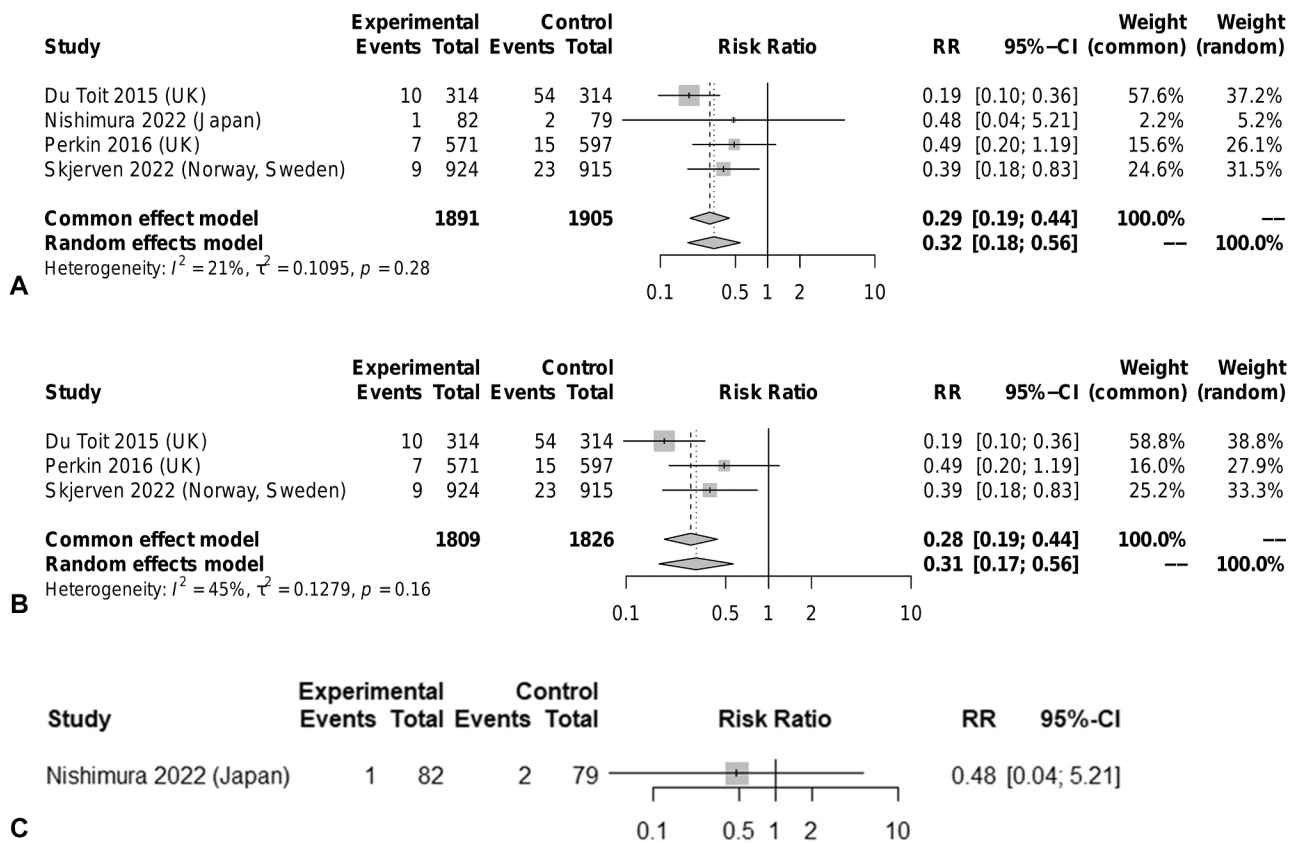 Experimental Control Weight Weight
Study Events Total Events Total Risk Ratio RR 95%−CI (common) (random)
Du Toit 2015 (UK) 10 314 54 314 0.19 [0.10; 0.36] 57.6% 37.2%
Nishimura 2022 (Japan) 1 82 2 79 0.48 [0.04; 5.21] 2.2% 5.2%
Perkin 2016 (UK) 7 571 15 597 0.49 [0.20; 1.19] 15.6% 26.1%
Skjerven 2022 (Norway, Sweden) 9 924 23 915 0.39 [0.18; 0.83] 24.6% 31.5%
Common effect model 1891 1905 0.29 [0.19; 0.44] 100.0% −−
Random effects model 0.32 [0.18; 0.56] −− 100.0%
Heterogeneity: I² = 21%, τ² = 0.1095, p = 0.28
A
0.1 0.5 1 2 10
Experimental Control Weight Weight
Study Events Total Events Total Risk Ratio RR 95%−CI (common) (random)
Du Toit 2015 (UK) 10 314 54 314 0.19 [0.10; 0.36] 58.8% 38.8%
Perkin 2016 (UK) 7 571 15 597 0.49 [0.20; 1.19] 16.0% 27.9%
Skjerven 2022 (Norway, Sweden) 9 924 23 915 0.39 [0.18; 0.83] 25.2% 33.3%
Common effect model 1809 1826 0.28 [0.19; 0.44] 100.0% −−
Random effects model 0.31 [0.17; 0.56] −− 100.0%
Heterogeneity: I² = 45%, τ² = 0.1279, p = 0.16
B
0.1 0.5 1 2 10
Experimental Control
Study Events Total Events Total Risk Ratio RR 95%-CI
Nishimura 2022 (Japan) 1 82 2 79 0.48 [0.04; 5.21]
C
0.1 0.5 1 2 10